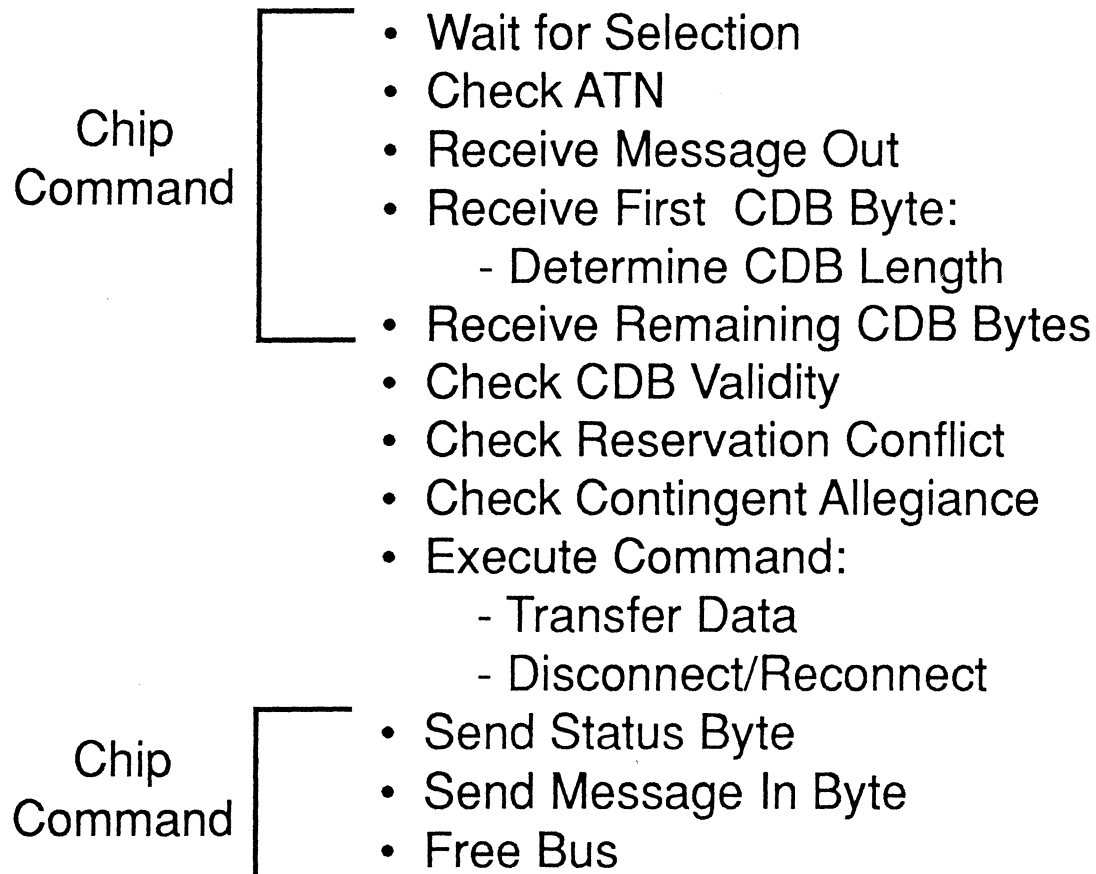 • Wait for Selection
• Check ATN
Chip
Command
• Receive Message Out
• Receive First CDB Byte:
- Determine CDB Length
• Receive Remaining CDB Bytes
• Check CDB Validity
• Check Reservation Conflict
• Check Contingent Allegiance
• Execute Command:
- Transfer Data
- Disconnect/Reconnect
Chip
Command
• Send Status Byte
• Send Message In Byte
• Free Bus